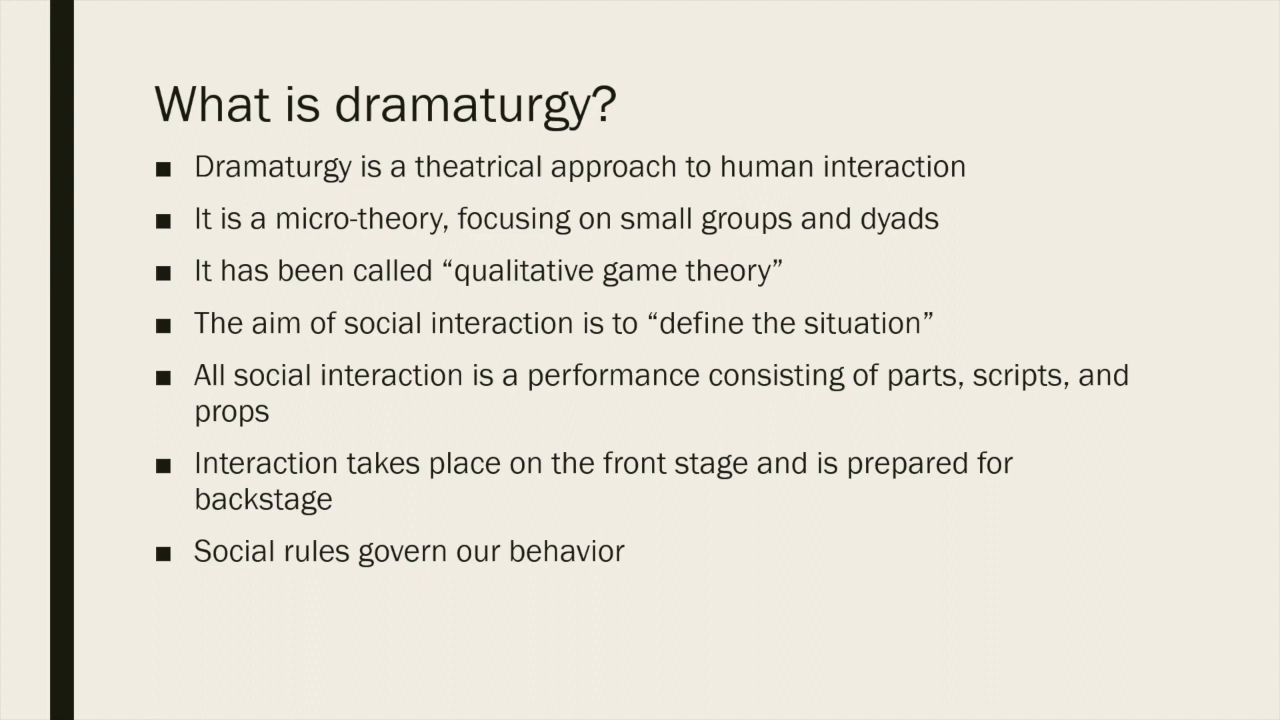 What is dramaturgy?
■ Dramaturgy is a theatrical approach to human interaction
■ It is a micro-theory, focusing on small groups and dyads
■ It has been called “qualitative game theory”
■ The aim of social interaction is to “define the situation”
■ All social interaction is a performance consisting of parts, scripts, and
props
■ Interaction takes place on the front stage and is prepared for
backstage
■ Social rules govern our behavior